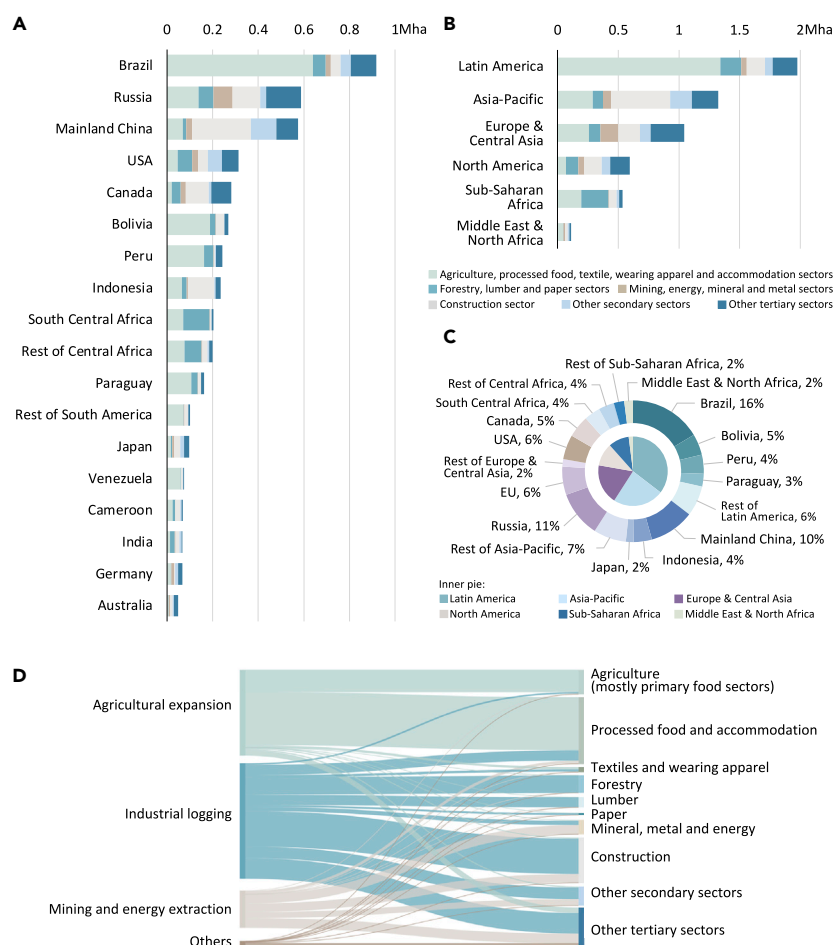 A
0 0.2 0.4 0.6 0.8 1Mha
Brazil
Russia
Mainland China
USA
Canada
Bolivia
Peru
Indonesia
South Central Africa
Rest of Central Africa
Paraguay
Rest of South America
Japan
Venezuela
Cameroon
India
Germany
Australia
B
0 0.5 1 1.5 2Mha
Latin America
Asia-Pacific
Europe &
Central Asia
North America
Sub-Saharan
Africa
Middle East &
North Africa
Agriculture, processed food, textile, wearing apparel and accommodation sectors
Forestry, lumber and paper sectors Mining, energy, mineral and metal sectors
Construction sector Other secondary sectors Other tertiary sectors
C
Rest of Sub-Saharan Africa, 2%
Rest of Central Africa, 4%
Middle East & North Africa, 2%
South Central Africa, 4%
Brazil, 16%
Canada, 5%
USA, 6%
Bolivia, 5%
Rest of Europe &
Central Asia, 2%
Peru, 4%
Paraguay, 3%
EU, 6%
Rest of
Latin America, 6%
Russia, 11%
Mainland China, 10%
Rest of Asia-Pacific, 7%
Indonesia, 4%
Japan, 2%
Inner pie:
Latin America Asia-Pacific Europe & Central Asia
North America Sub-Saharan Africa Middle East & North Africa
D
Agricultural expansion
Industrial logging
Mining and energy extraction
Others
Agriculture
(mostly primary food sectors)
Processed food and accommodation
Textiles and wearing apparel
Forestry
Lumber
Paper
Mineral, metal and energy
Construction
Other secondary sectors
Other tertiary sectors